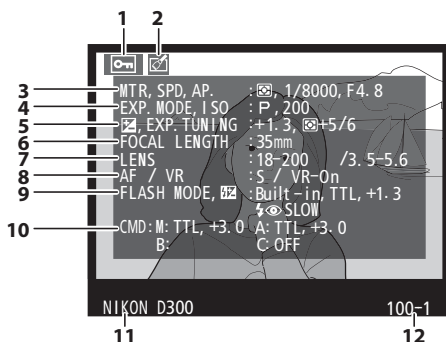 1 2
3 MTR, SPD, AP. : , 1/8000, F4. 8
4 EXP. MODE, ISO : P, 200
5 , EXP. TUNING : +1. 3, +5/6
6 FOCAL LENGTH : 35mm
7 LENS : 18-200 /3. 5-5. 6
8 AF / VR : S / VR-On
9 FLASH MODE, : Built-in, TTL, +1. 3
SLOW
10 CMD: M: TTL, +3. 0 A: TTL, +3. 0
B: C: OFF
NIKON D300 100-1
11 12